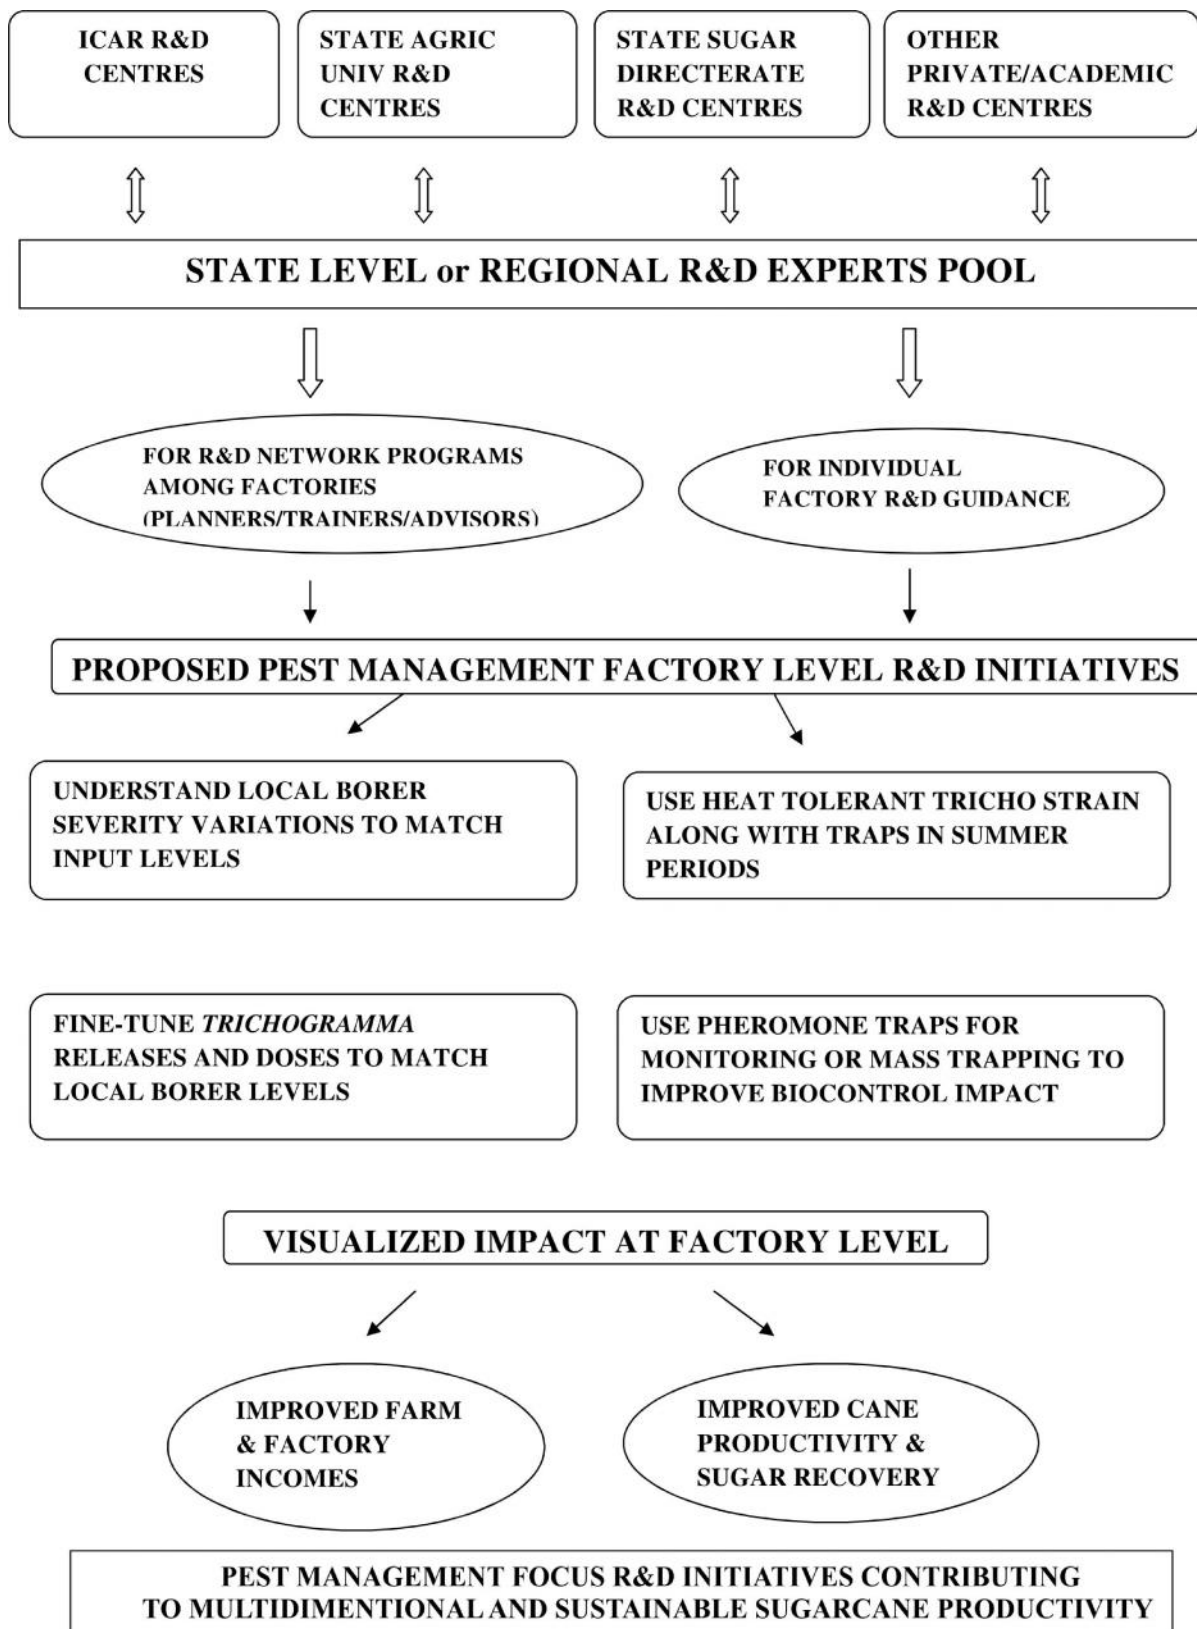 ICAR R&D
CENTRES
STATE AGRIC
UNIV R&D
CENTRES
STATE SUGAR
DIRECTERATE
R&D CENTRES
OTHER
PRIVATE/ACADEMIC
R&D CENTRES
STATE LEVEL or REGIONAL R&D EXPERTS POOL
FOR R&D NETWORK PROGRAMS
AMONG FACTORIES
(PLANNERS/TRAINERS/ADVISORS)
FOR INDIVIDUAL
FACTORY R&D GUIDANCE
PROPOSED PEST MANAGEMENT FACTORY LEVEL R&D INITIATIVES
UNDERSTAND LOCAL BORER
SEVERITY VARIATIONS TO MATCH
INPUT LEVELS
USE HEAT TOLERANT TRICHO STRAIN
ALONG WITH TRAPS IN SUMMER
PERIODS
FINE-TUNE TRICHOGRAMMA
RELEASES AND DOSES TO MATCH
LOCAL BORER LEVELS
USE PHEROMONE TRAPS FOR
MONITORING OR MASS TRAPPING TO
IMPROVE BIOCONTROL IMPACT
VISUALIZED IMPACT AT FACTORY LEVEL
IMPROVED FARM
& FACTORY
INCOMES
IMPROVED CANE
PRODUCTIVITY &
SUGAR RECOVERY
PEST MANAGEMENT FOCUS R&D INITIATIVES CONTRIBUTING
TO MULTIDIMENTIONAL AND SUSTAINABLE SUGARCANE PRODUCTIVITY